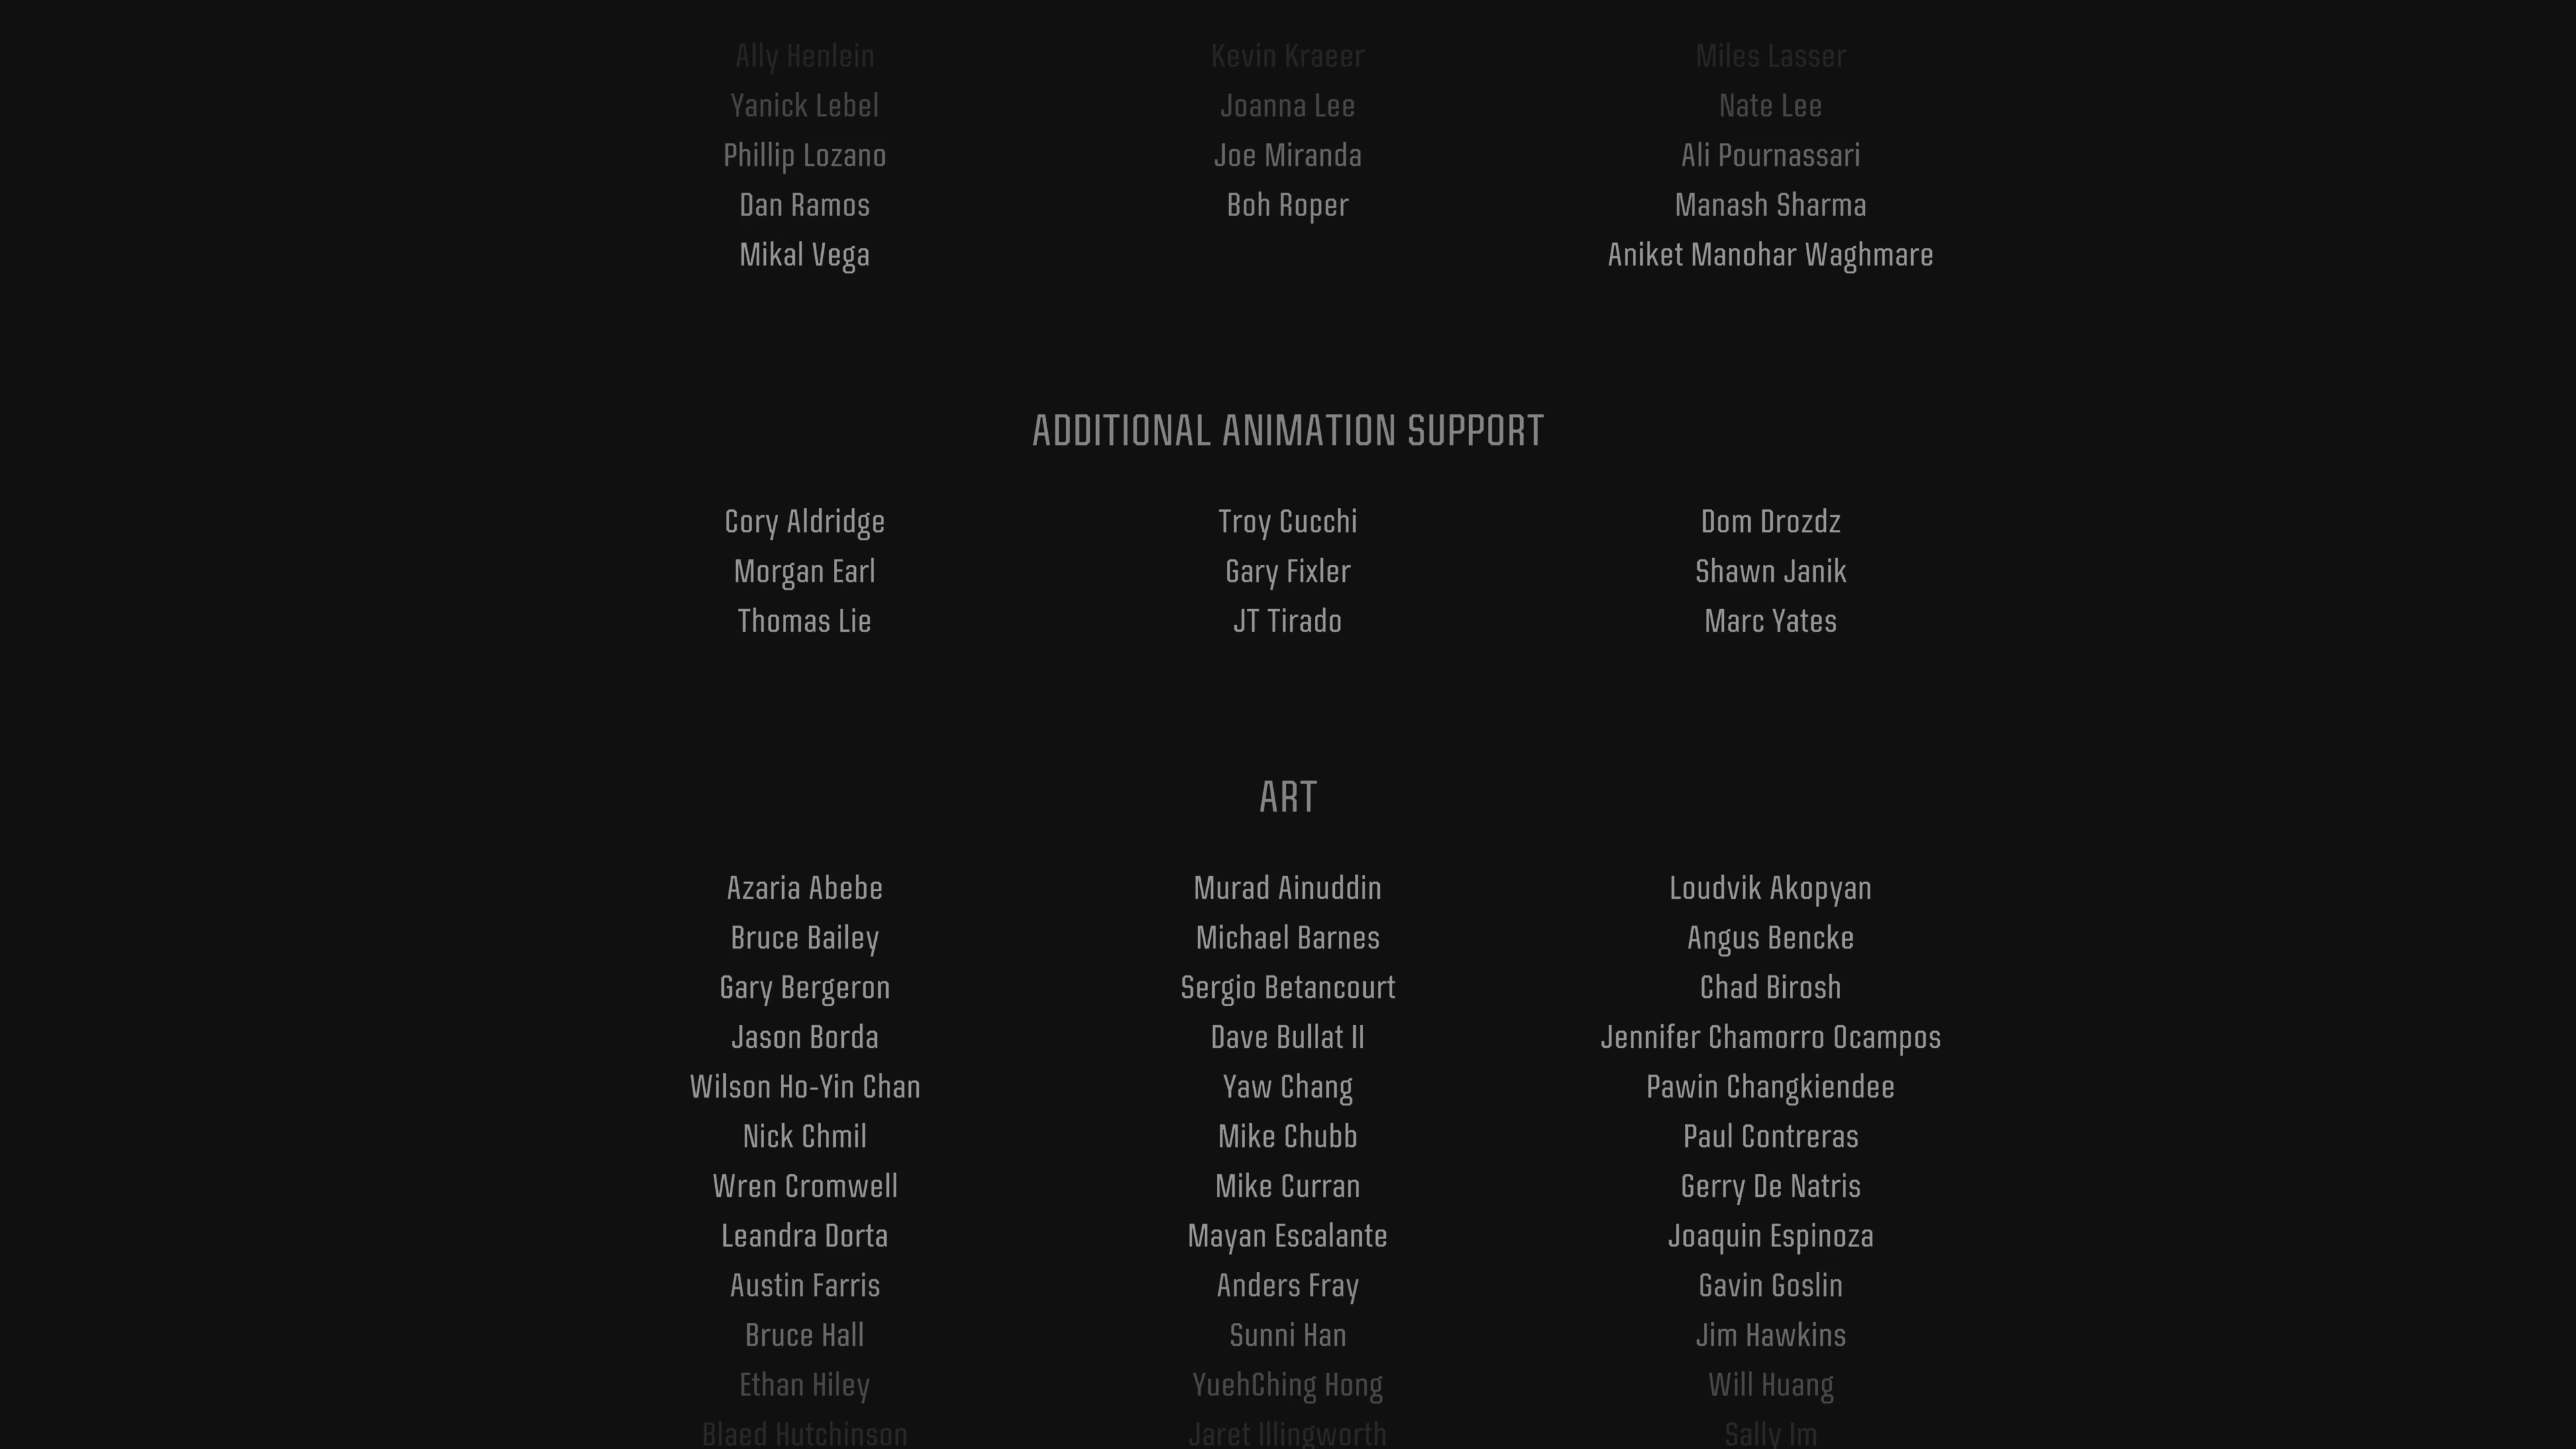 Ally Henlein Kevin Kraeer Miles Lasser
Yanick Lebel Joanna Lee Nate Lee
Phillip Lozano Joe Miranda Ali Pournassari
Dan Ramos Boh Roper Manash Sharma
Mikal Vega Aniket Manohar Waghmare
ADDITIONAL ANIMATION SUPPORT
Cory Aldridge Troy Cucchi Dom Drozdz
Morgan Earl Gary Fixler Shawn Janik
Thomas Lie JT Tirado Marc Yates
ART
Azaria Abebe Murad Ainuddin Loudvik Akopyan
Bruce Bailey Michael Barnes Angus Bencke
Gary Bergeron Sergio Betancourt Chad Birosh
Jason Borda Dave Bullat II Jennifer Chamorro Ocampos
Wilson Ho-Yin Chan Yaw Chang Pawin Changkiendee
Nick Chmil Mike Chubb Paul Contreras
Wren Cromwell Mike Curran Gerry De Natris
Leandra Dorta Mayan Escalante Joaquin Espinoza
Austin Farris Anders Fray Gavin Goslin
Bruce Hall Sunni Han Jim Hawkins
Ethan Hiley YuehChing Hong Will Huang
Blaed Hutchinson Jaret Illingworth Sally Im